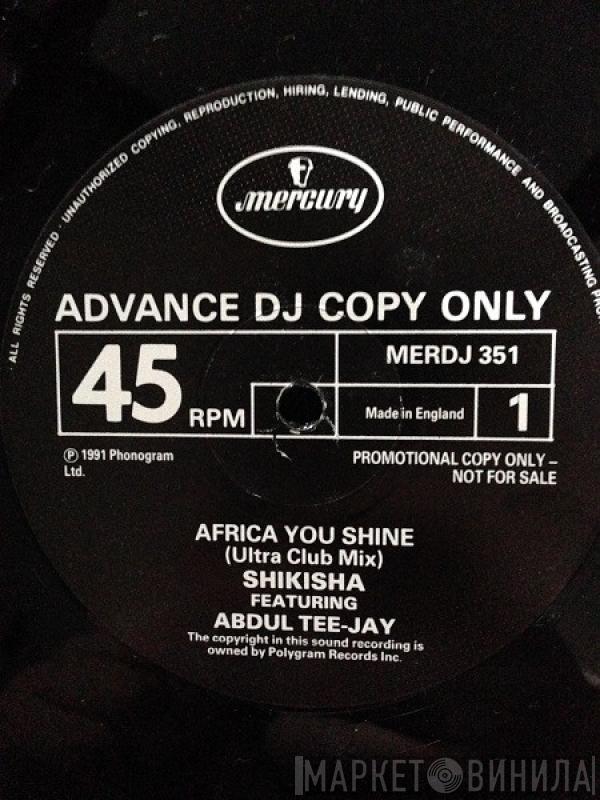 ALL RIGHTS RESERVED · UNAUTHORIZED COPYING, REPRODUCTION, HIRING, LENDING, PUBLIC PERFORMANCE AND BROADCASTING
mercury
ADVANCE DJ COPY ONLY
45 RPM
MERDJ 351
Made in England
1
℗ 1991 Phonogram
Ltd.
PROMOTIONAL COPY ONLY –
NOT FOR SALE
AFRICA YOU SHINE
(Ultra Club Mix)
SHIKISHA
FEATURING
ABDUL TEE-JAY
The copyright in this sound recording is
owned by Polygram Records Inc.
МАРКЕТ ВИНИЛА